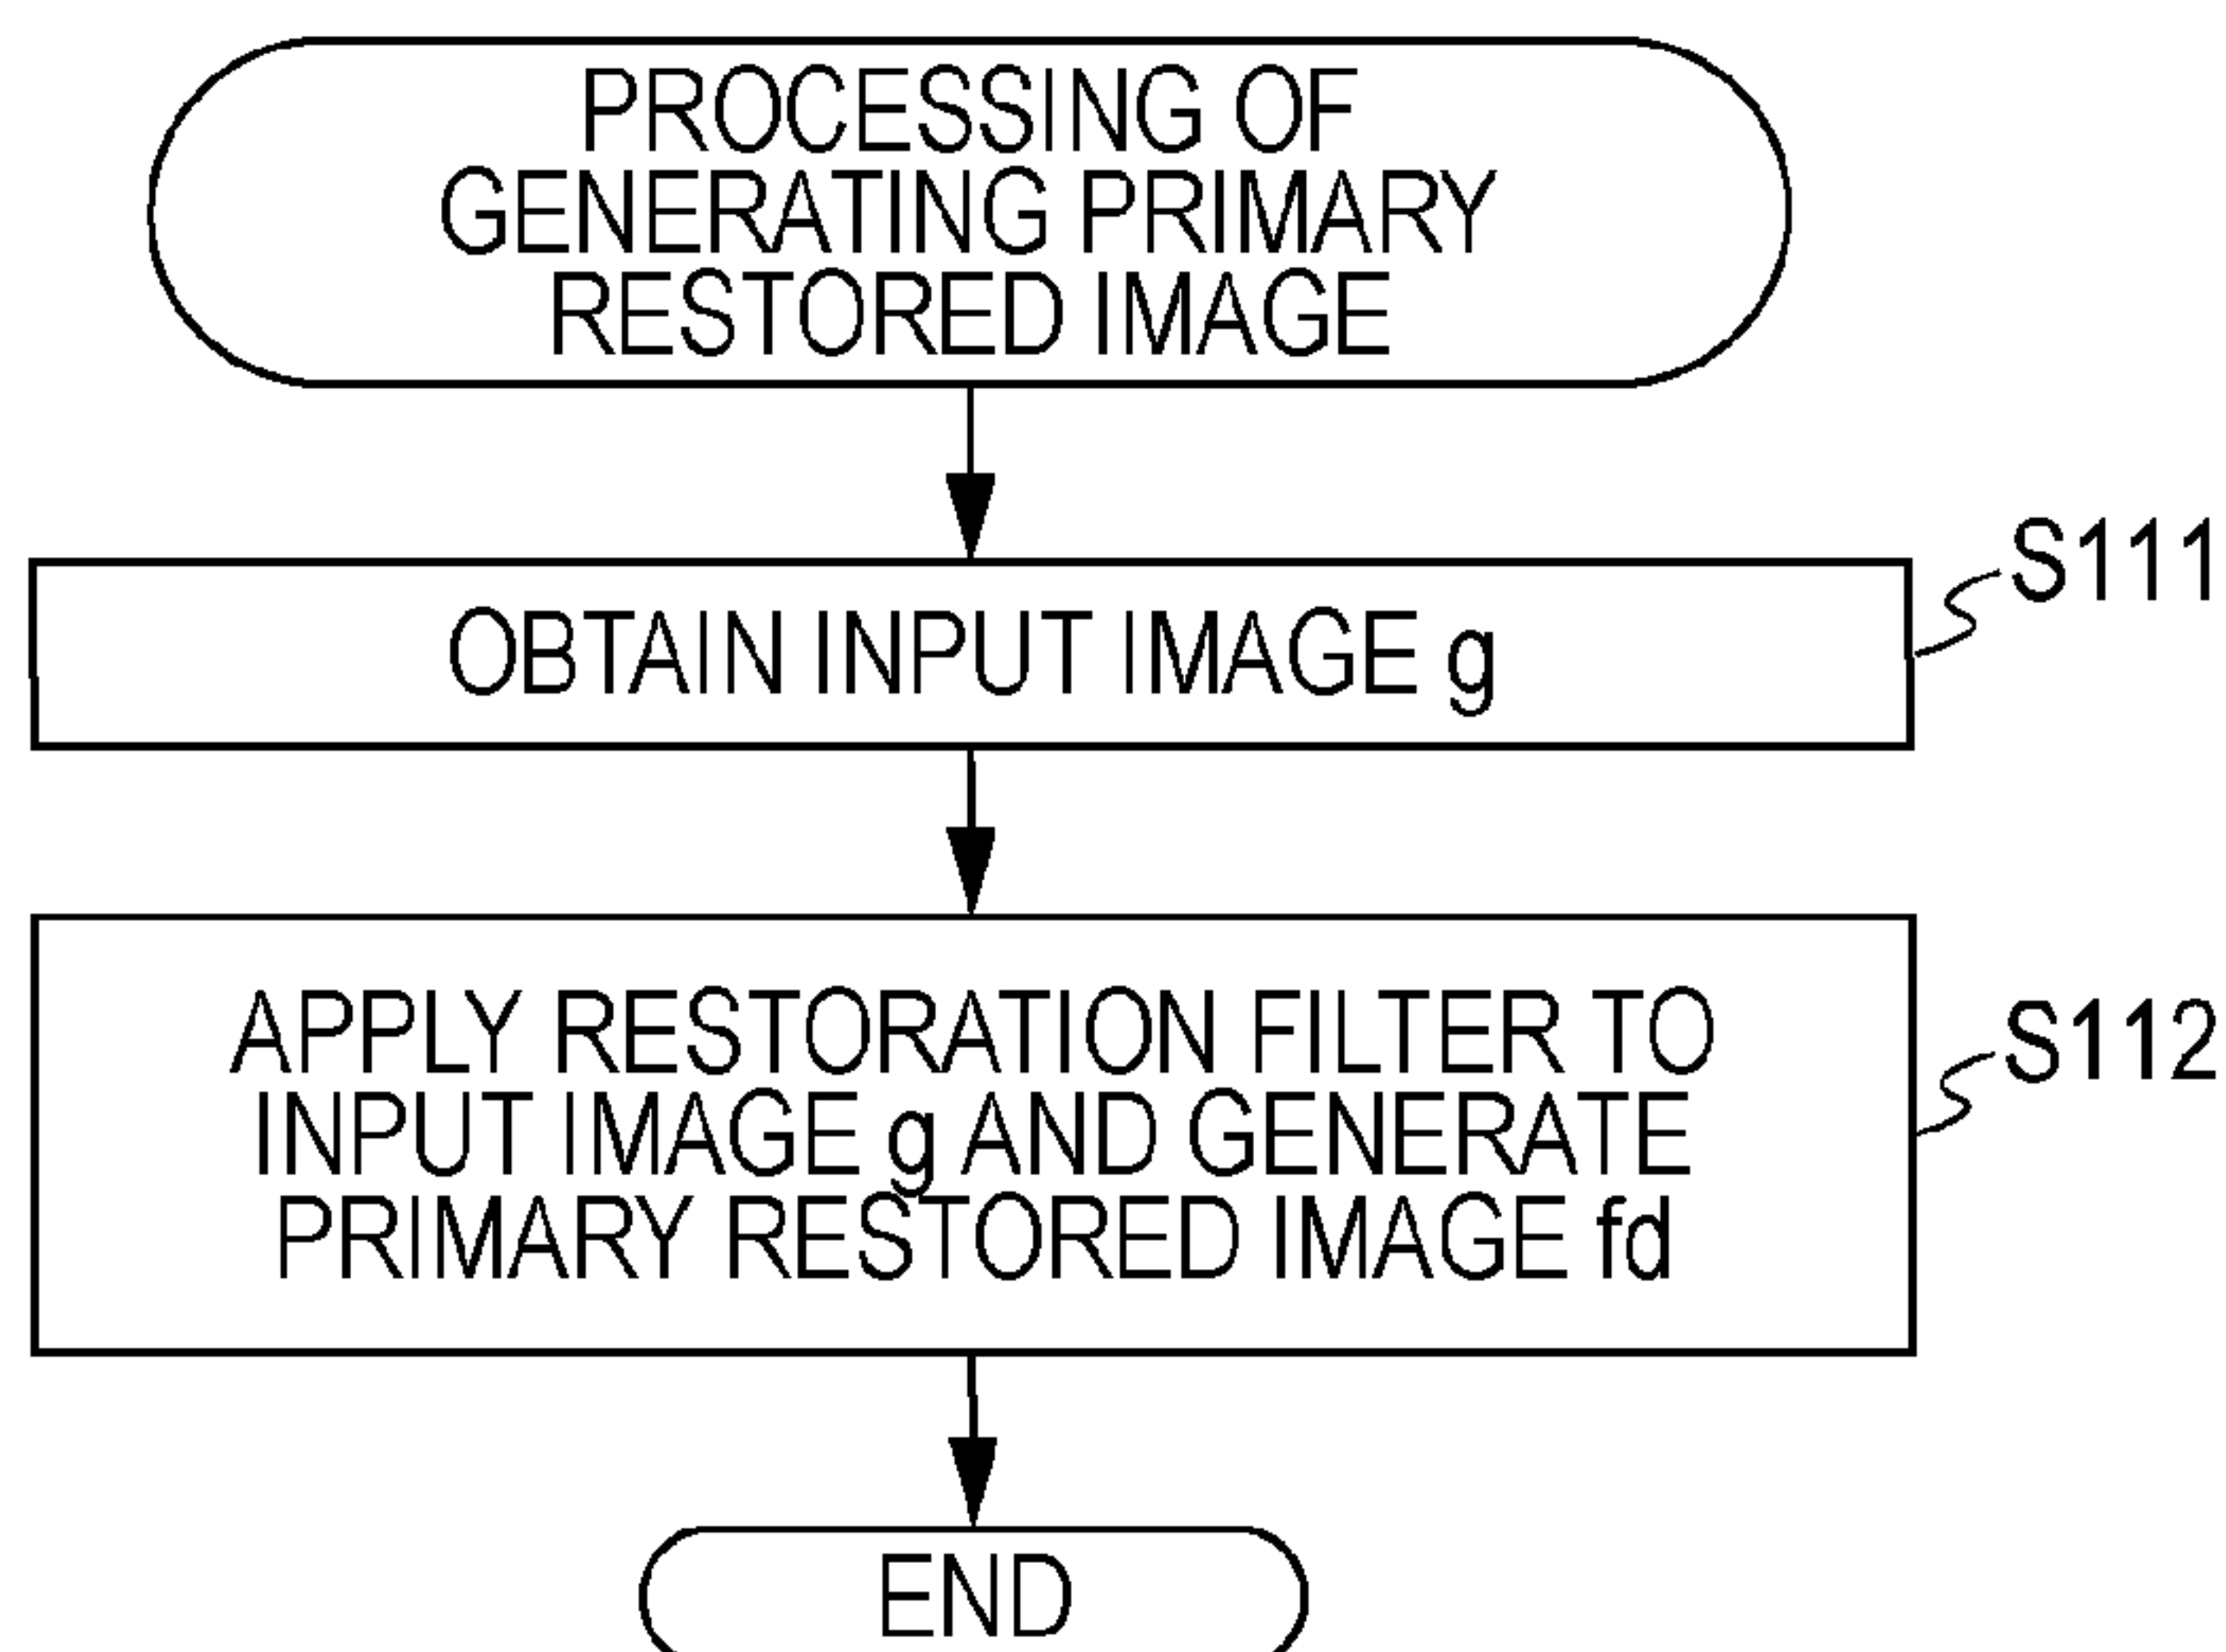 PROCESSING OF
GENERATING PRIMARY
RESTORED IMAGE
S111
OBTAIN INPUT IMAGE g
S112
APPLY RESTORATION FILTER TO
INPUT IMAGE g AND GENERATE
PRIMARY RESTORED IMAGE fd
END